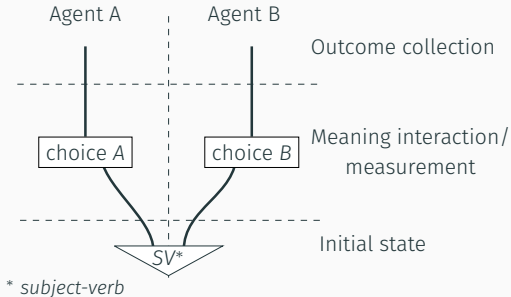 Agent A
Agent B
Outcome collection
choice A
choice B
Meaning interaction/
measurement
Initial state
SV*
* subject-verb